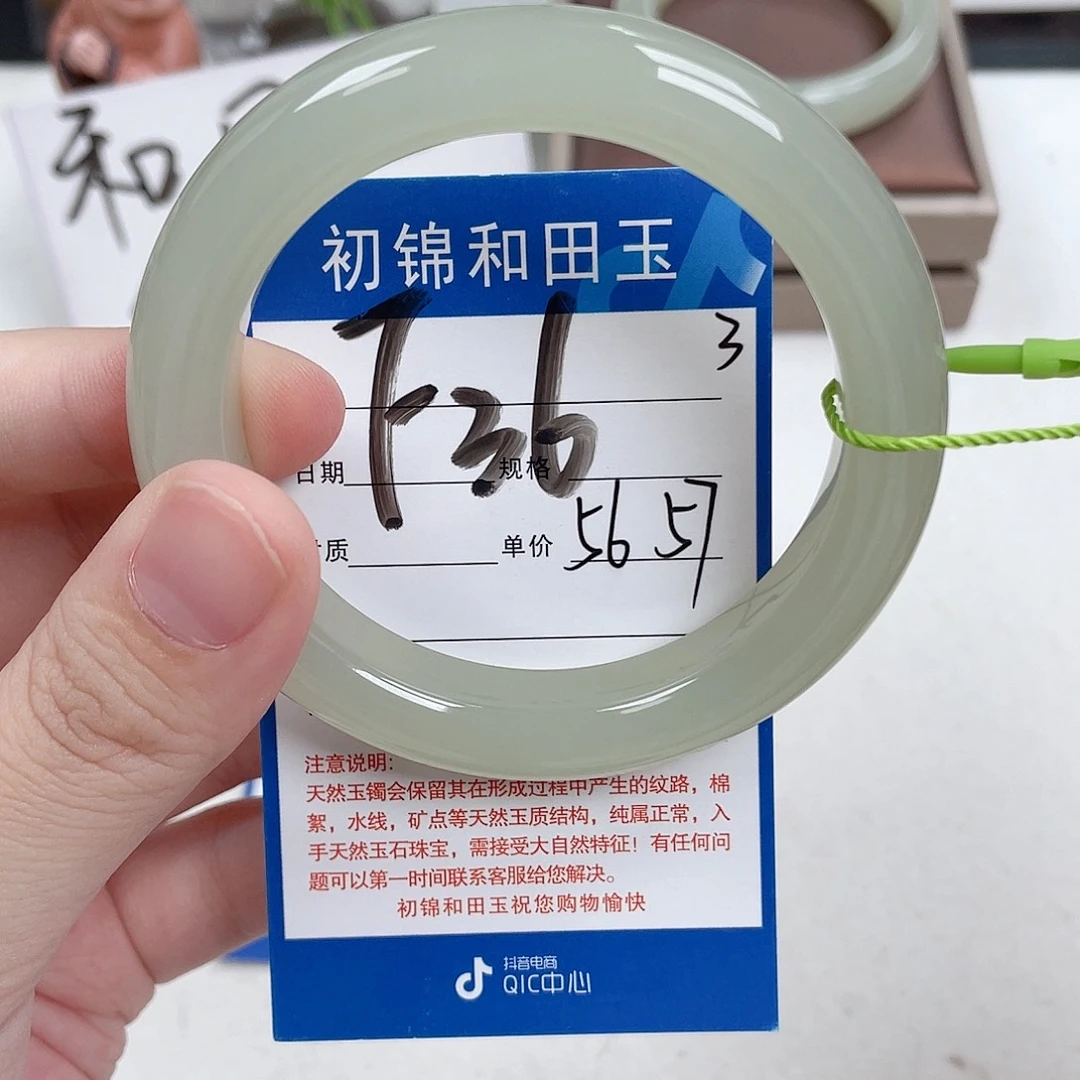 和
初锦和田玉
3
F36
日期 规格
质 单价 56 57
注意说明:
天然玉镯会保留其在形成过程中产生的纹路，棉
絮，水线，矿点等天然玉质结构，纯属正常，入
手天然玉石珠宝，需接受大自然特征！有任何问
题可以第一时间联系客服给您解决。
初锦和田玉祝您购物愉快
抖音电商
QIC中心